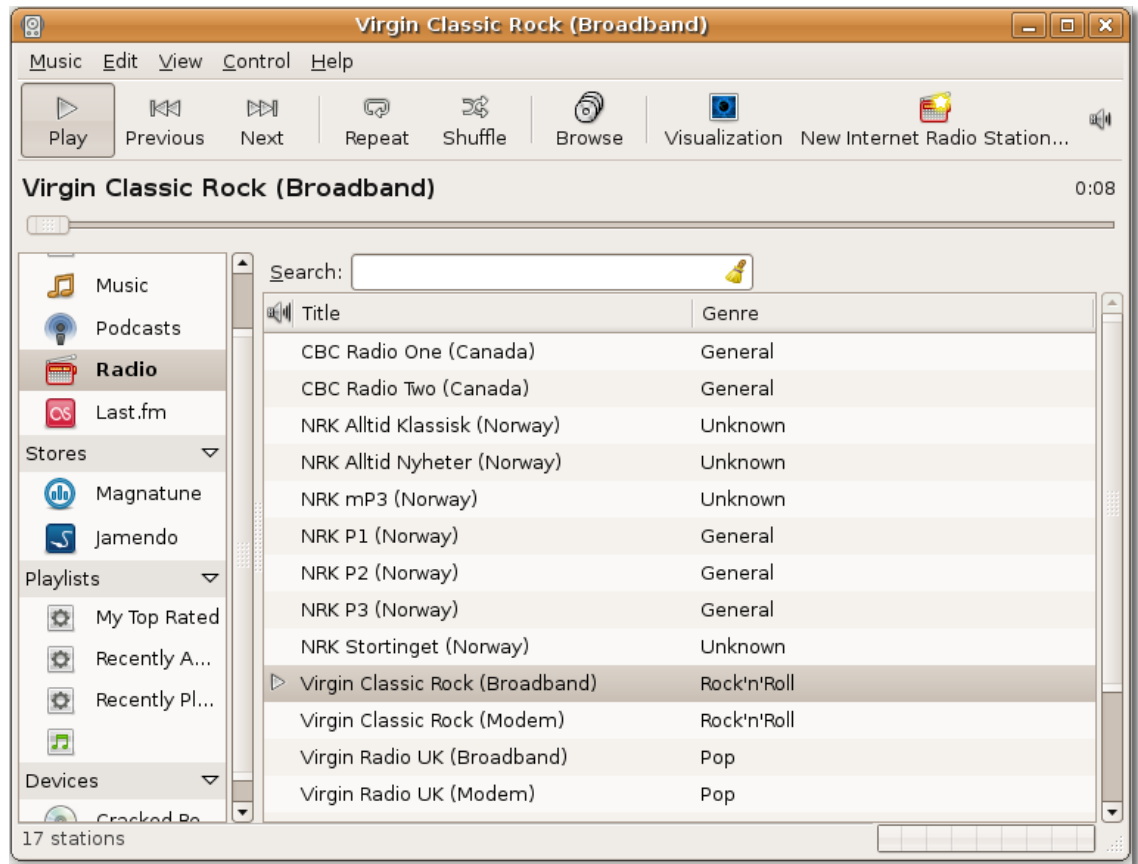 Virgin Classic Rock (Broadband)
Music Edit View Control Help
Play Previous Next Repeat Shuffle Browse Visualization New Internet Radio Station...
Virgin Classic Rock (Broadband) 0:08
Music
Podcasts
Radio
Last.fm
Stores
Magnatune
Jamendo
Playlists
My Top Rated
Recently A...
Recently Pl...
Devices
Cracked
Search:
Title Genre
CBC Radio One (Canada) General
CBC Radio Two (Canada) General
NRK Alltid Klassisk (Norway) Unknown
NRK Alltid Nyheter (Norway) Unknown
NRK mP3 (Norway) Unknown
NRK P1 (Norway) General
NRK P2 (Norway) General
NRK P3 (Norway) General
NRK Stortinget (Norway) Unknown
Virgin Classic Rock (Broadband) Rock'n'Roll
Virgin Classic Rock (Modem) Rock'n'Roll
Virgin Radio UK (Broadband) Pop
Virgin Radio UK (Modem) Pop
17 stations